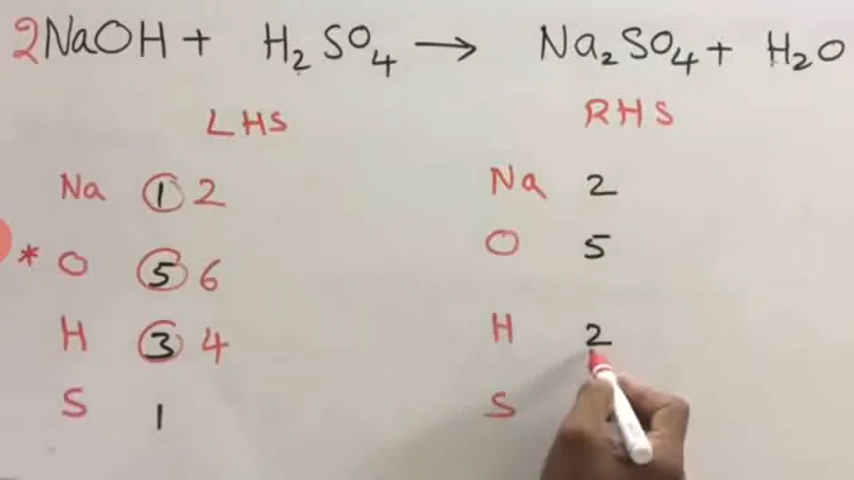 2NaOH + H₂SO₄ → Na₂SO₄ + H₂O
LHS RHS
Na 1 2 Na 2
* O 5 6 O 5
H 3 4 H 2
S 1 S